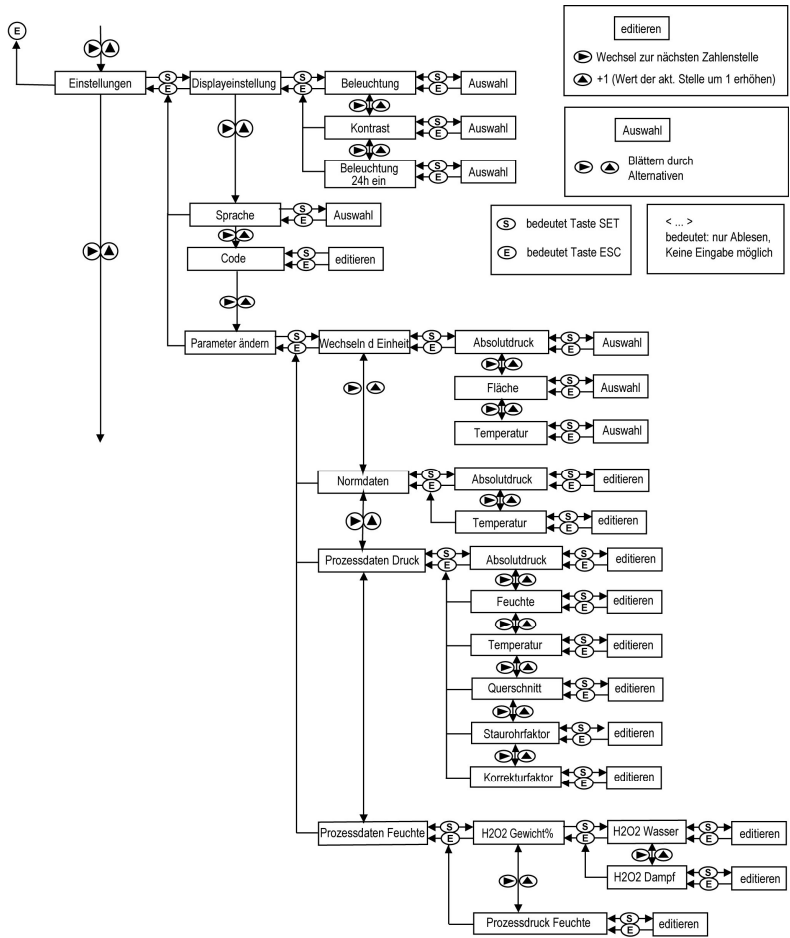 E
editieren
Wechsel zur nächsten Zahlenstelle
+1 (Wert der akt. Stelle um 1 erhöhen)
Einstellungen
S
E
Displayeinstellung
S
E
Beleuchtung
S
E
Auswahl
Kontrast
S
E
Auswahl
Auswahl
Blättern durch
Alternativen
Beleuchtung
24h ein
S
E
Auswahl
Sprache
S
E
Auswahl
S bedeutet Taste SET
E bedeutet Taste ESC
< ... >
bedeutet: nur Ablesen,
Keine Eingabe möglich
Code
S
E
editieren
Parameter ändern
S
E
Wechseln d Einheit
S
E
Absolutdruck
S
E
Auswahl
Fläche
S
E
Auswahl
Temperatur
S
E
Auswahl
Normdaten
S
E
Absolutdruck
S
E
editieren
Temperatur
S
E
editieren
Prozessdaten Druck
S
E
Absolutdruck
S
E
editieren
Feuchte
S
E
editieren
Temperatur
S
E
editieren
Querschnitt
S
E
editieren
Staurohrfaktor
S
E
editieren
Korrekturfaktor
S
E
editieren
Prozessdaten Feuchte
S
E
H2O2 Gewicht%
S
E
H2O2 Wasser
S
E
editieren
H2O2 Dampf
S
E
editieren
Prozessdruck Feuchte
S
E
editieren